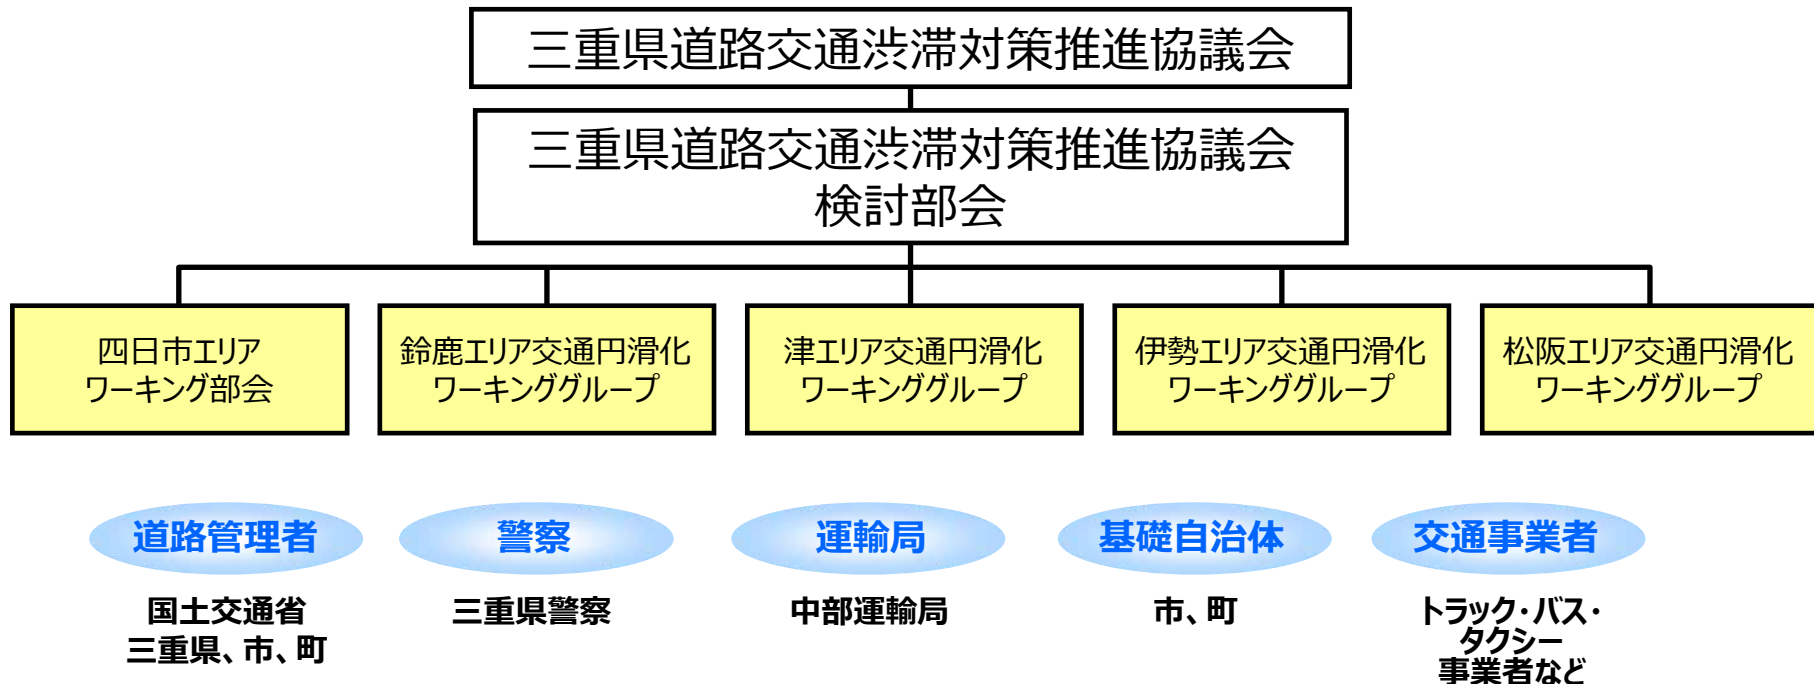 三重県道路交通渋滞対策推進協議会
三重県道路交通渋滞対策推進協議会
検討部会
四日市エリア
ワーキング部会
鈴鹿エリア交通円滑化
ワーキンググループ
津エリア交通円滑化
ワーキンググループ
伊勢エリア交通円滑化
ワーキンググループ
松阪エリア交通円滑化
ワーキンググループ
道路管理者
国土交通省
三重県、市、町
警察
三重県警察
運輸局
中部運輸局
基礎自治体
市、町
交通事業者
トラック・バス・
タクシー
事業者など